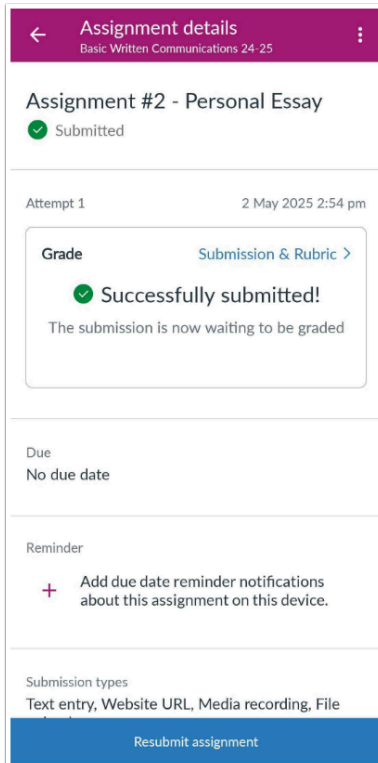 Assignment details
Basic Written Communications 24-25
Assignment #2 - Personal Essay
Submitted
Attempt 1
2 May 2025 2:54 pm
Grade
Submission & Rubric >
Successfully submitted!
The submission is now waiting to be graded
Due
No due date
Reminder
+
Add due date reminder notifications
about this assignment on this device.
Submission types
Text entry, Website URL, Media recording, File
Resubmit assignment